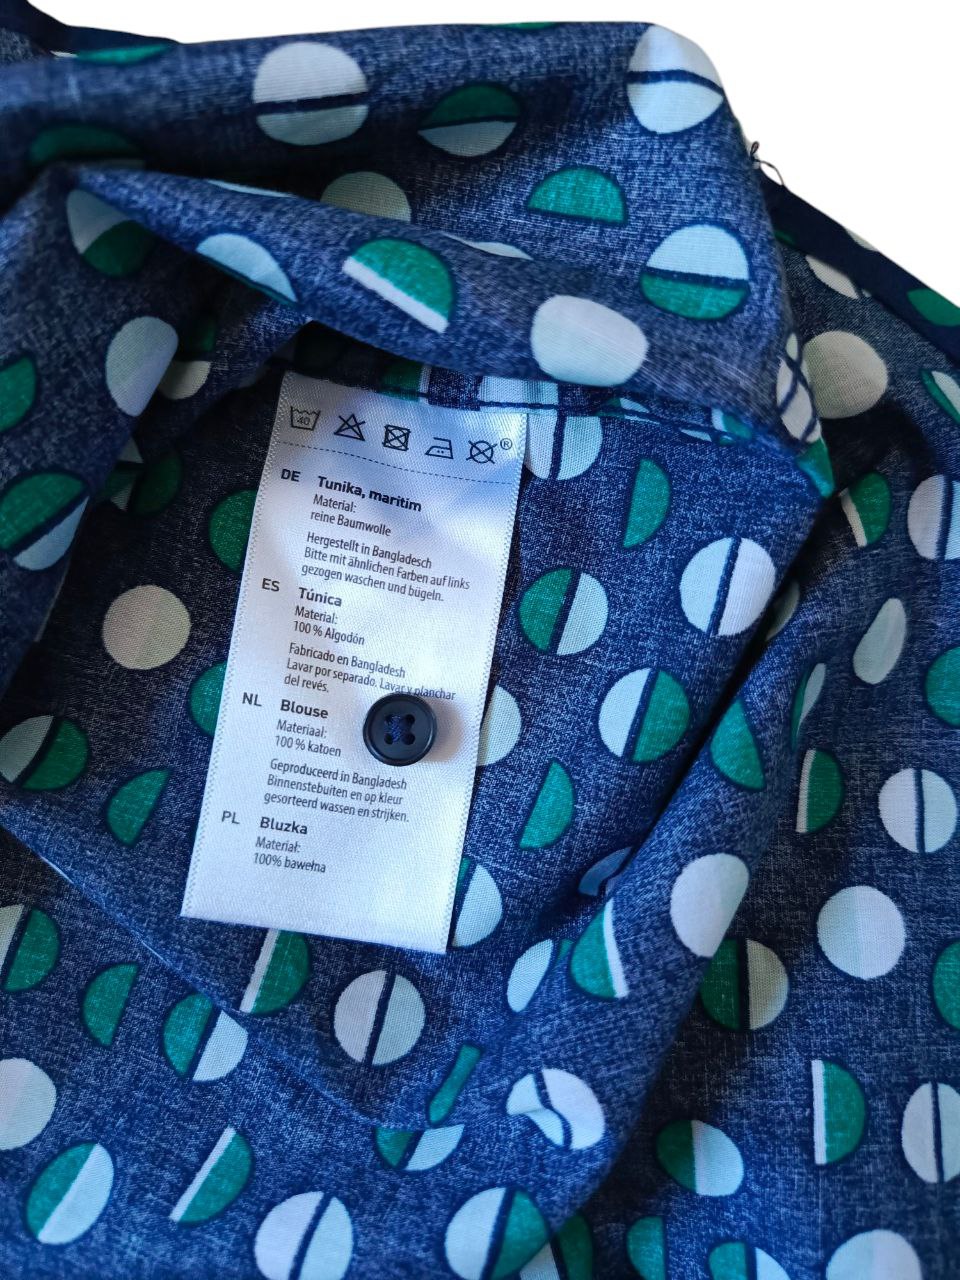 40
®
DE Tunika, maritim
Material:
reine Baumwolle
Hergestellt in Bangladesch
Bitte mit ähnlichen Farben auf links
gezogen waschen und bügeln.
ES Túnica
Material:
100 % Algodón
Fabricado en Bangladesh
Lavar por separado. Lavar y planchar
del revés.
NL Blouse
Materiaal:
100 % katoen
Geproduceerd in Bangladesh
Binnenstebuiten en op kleur
gesorteerd wassen en strijken.
PL Bluzka
Materiał:
100% bawełna